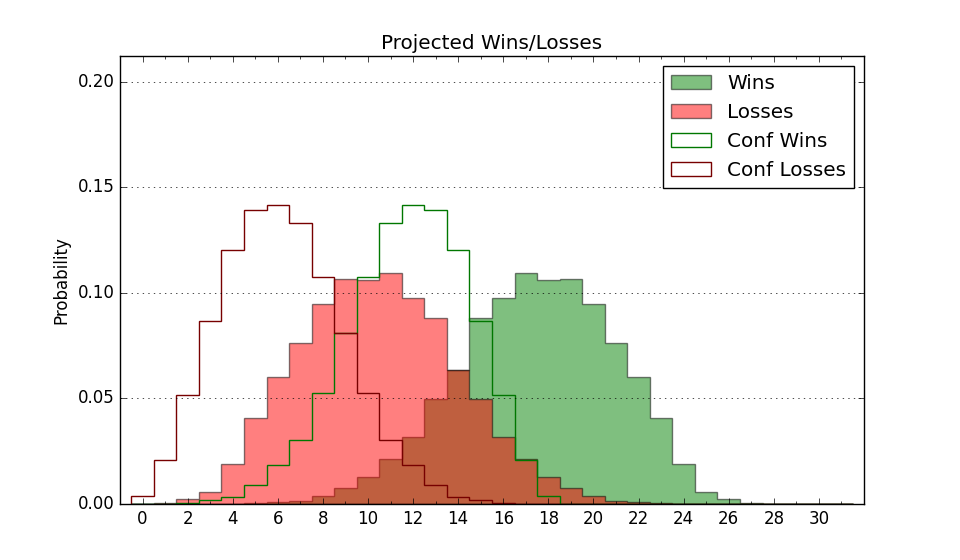 Projected Wins/Losses
0.20
0.15
0.10
0.05
0.00
Probability
Wins
Losses
Conf Wins
Conf Losses
0 2 4 6 8 10 12 14 16 18 20 22 24 26 28 30